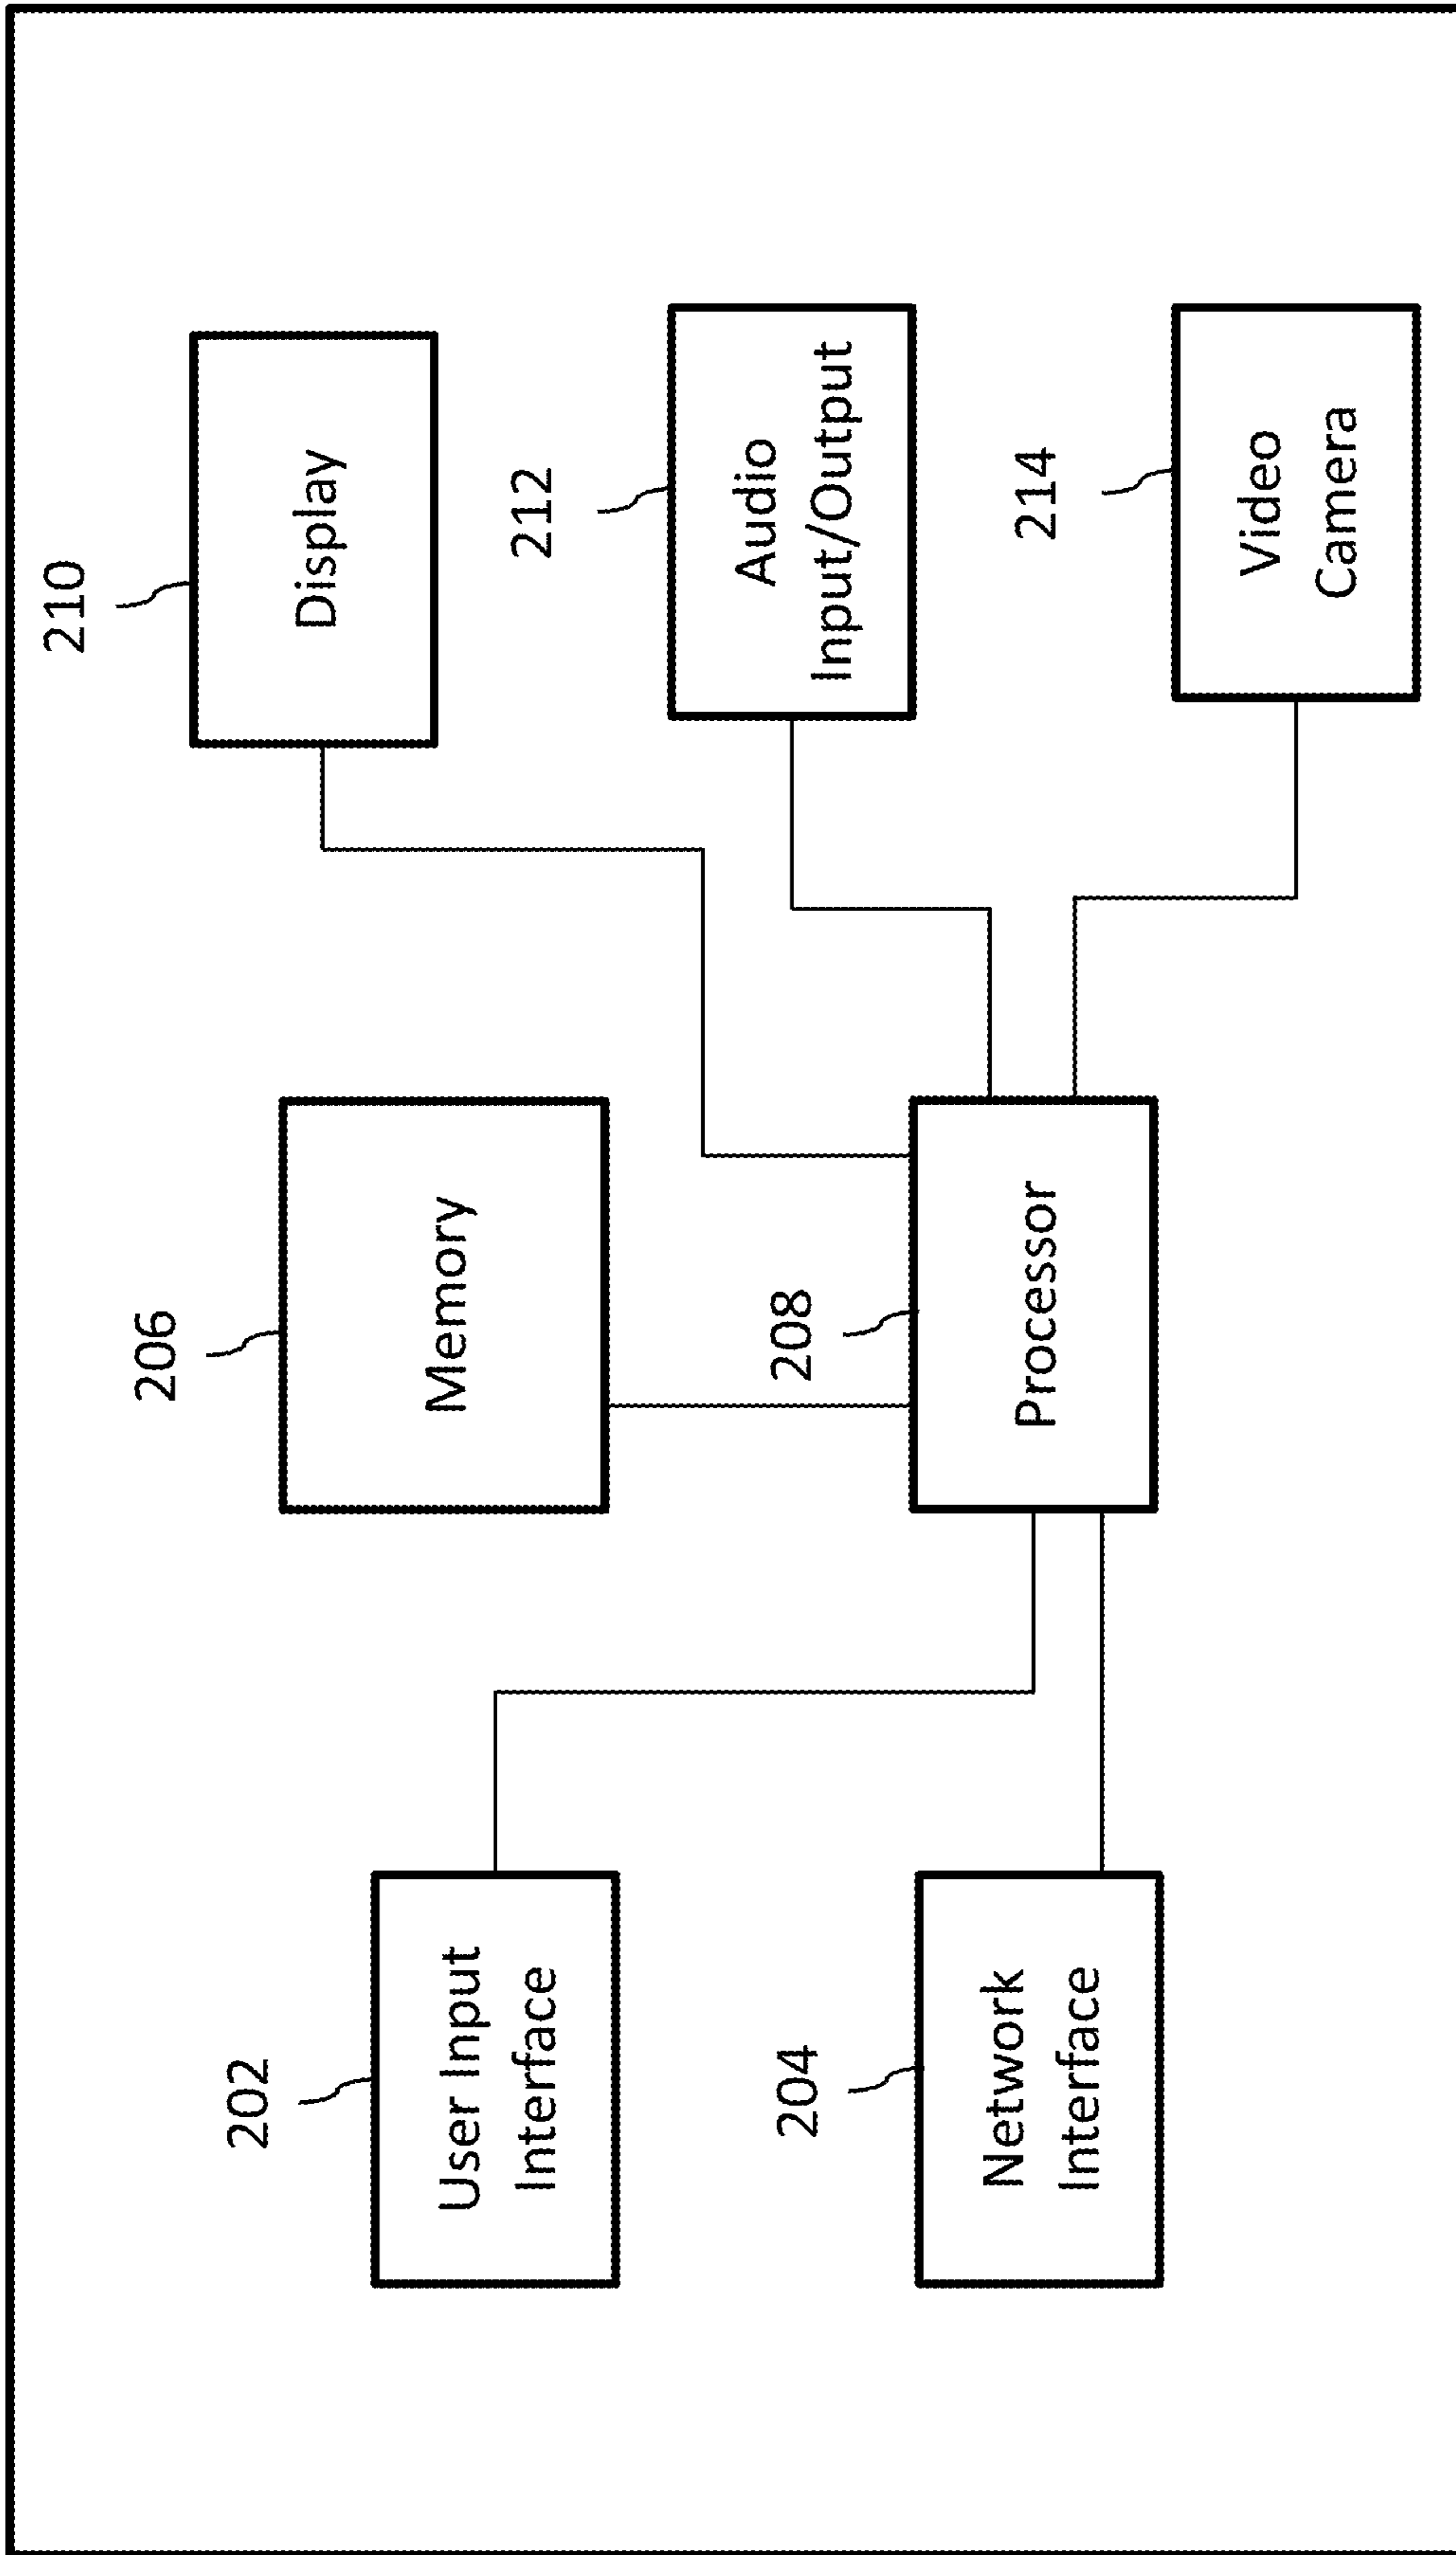 202
User Input
Interface
204
Network
Interface
206
Memory
208
Processor
210
Display
212
Audio
Input/Output
214
Video
Camera